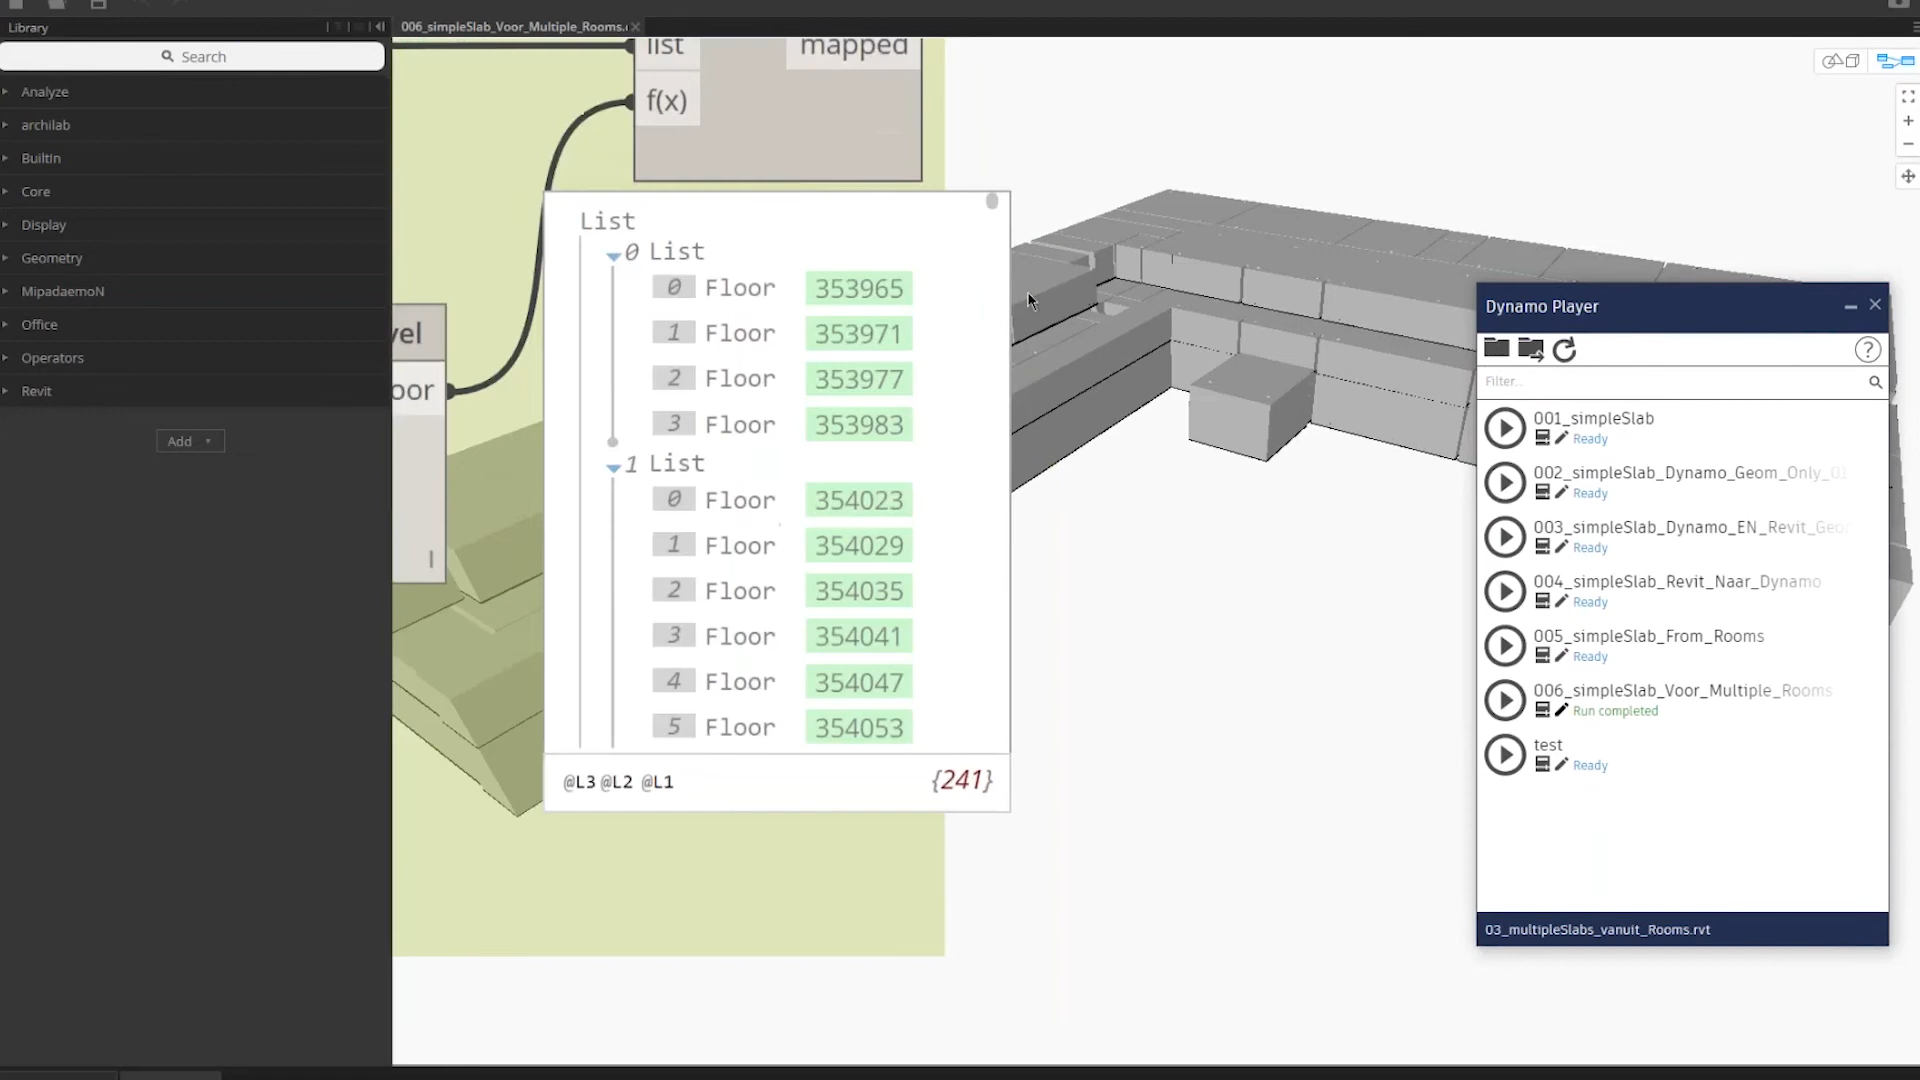 Library
006_simpleSlab_Voor_Multiple_Rooms.
Search
Analyze
archilab
BuiltIn
Core
Display
Geometry
MipadaemoN
Office
Operators
Revit
Add
list
mapped
f(x)
vel
oor
l
List
0 List
0 Floor 353965
1 Floor 353971
2 Floor 353977
3 Floor 353983
1 List
0 Floor 354023
1 Floor 354029
2 Floor 354035
3 Floor 354041
4 Floor 354047
5 Floor 354053
@L3 @L2 @L1 {241}
Dynamo Player
?
Filter..
001_simpleSlab
Ready
002_simpleSlab_Dynamo_Geom_Only_
Ready
003_simpleSlab_Dynamo_EN_Revit_Geo
Ready
004_simpleSlab_Revit_Naar_Dynamo
Ready
005_simpleSlab_From_Rooms
Ready
006_simpleSlab_Voor_Multiple_Rooms
Run completed
test
Ready
03_multipleSlabs_vanuit_Rooms.rvt